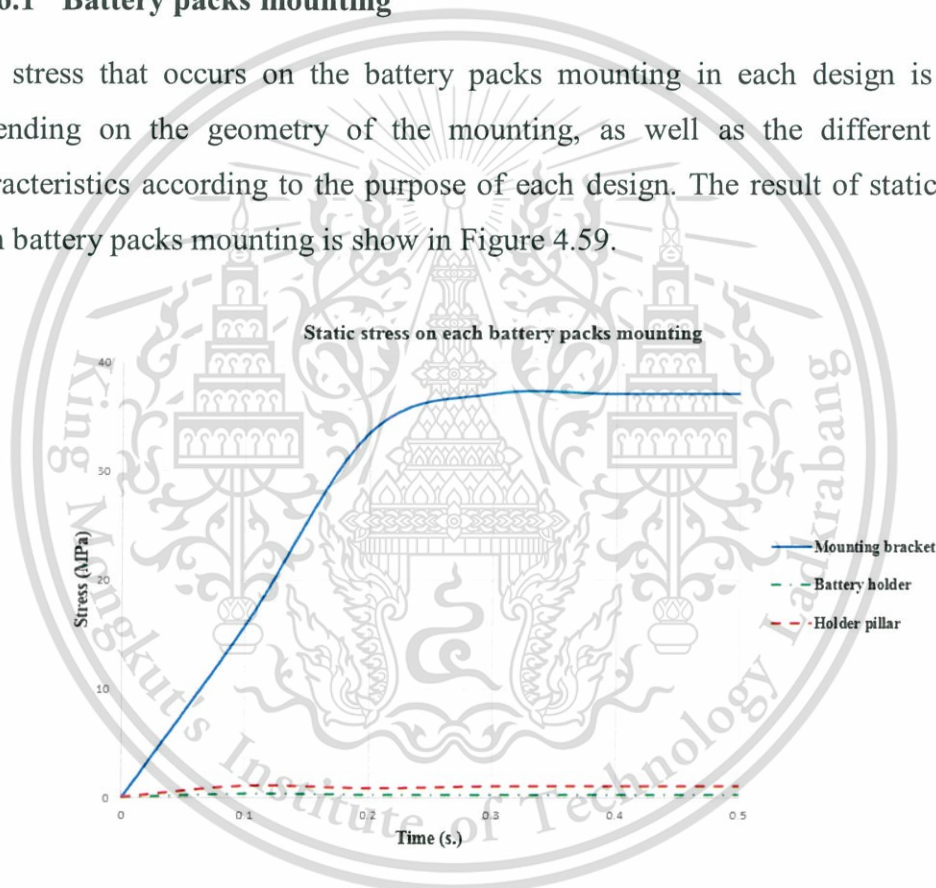 Battery packs mounting
stress that occurs on the battery packs mounting in each design is
ending on the geometry of the mounting, as well as the different
racteristics according to the purpose of each design. The result of static
battery packs mounting is show in Figure 4.59.
Static stress on each battery packs mounting
40
30
20
10
0
Stress (MPa)
0
0.1
0.2
0.3
0.4
0.5
Time (s.)
Mounting bracket
Battery holder
Holder pillar
King Mongkut's Institute of Technology Ladkrabang